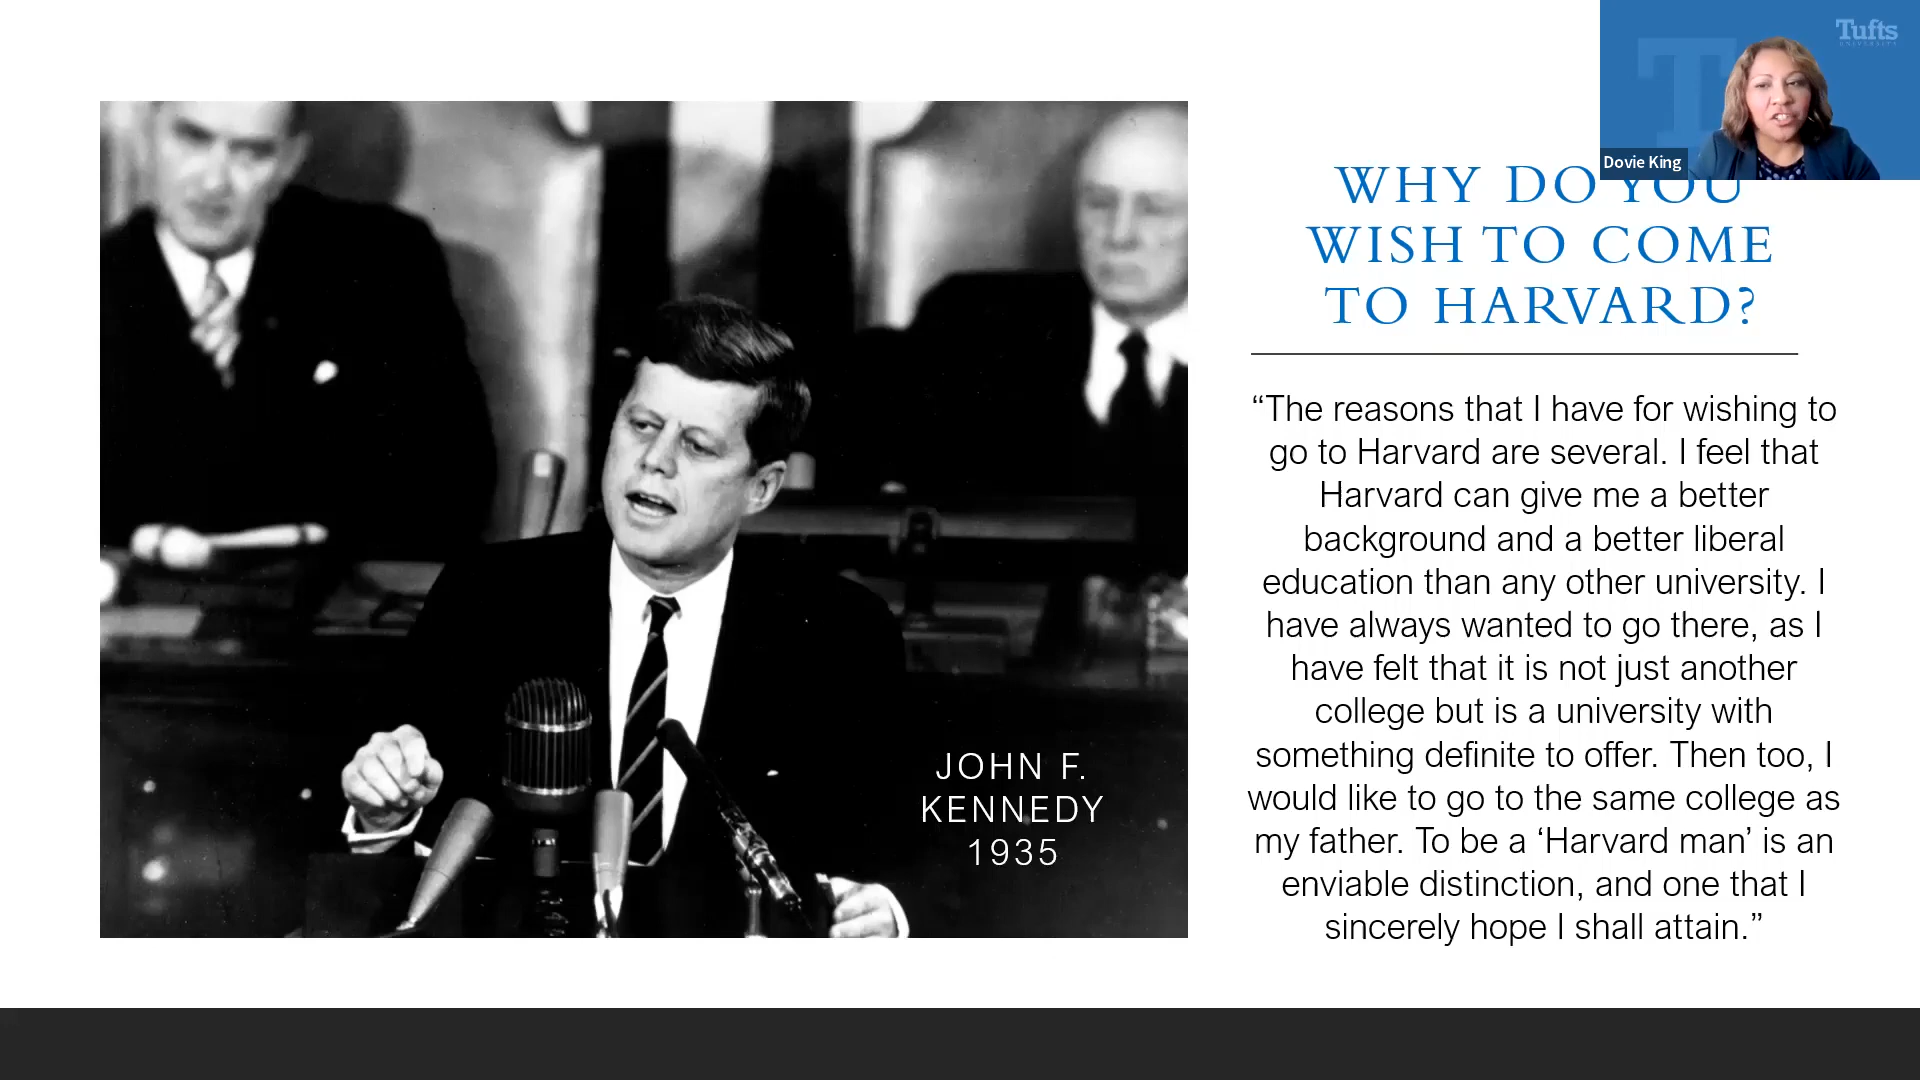 Tufts
UNIVERSITY
Dovie King
WHY DO YOU
WISH TO COME
TO HARVARD?
“The reasons that I have for wishing to
go to Harvard are several. I feel that
Harvard can give me a better
background and a better liberal
education than any other university. I
have always wanted to go there, as I
have felt that it is not just another
college but is a university with
something definite to offer. Then too, I
would like to go to the same college as
my father. To be a ‘Harvard man’ is an
enviable distinction, and one that I
sincerely hope I shall attain.”
JOHN F.
KENNEDY
1935